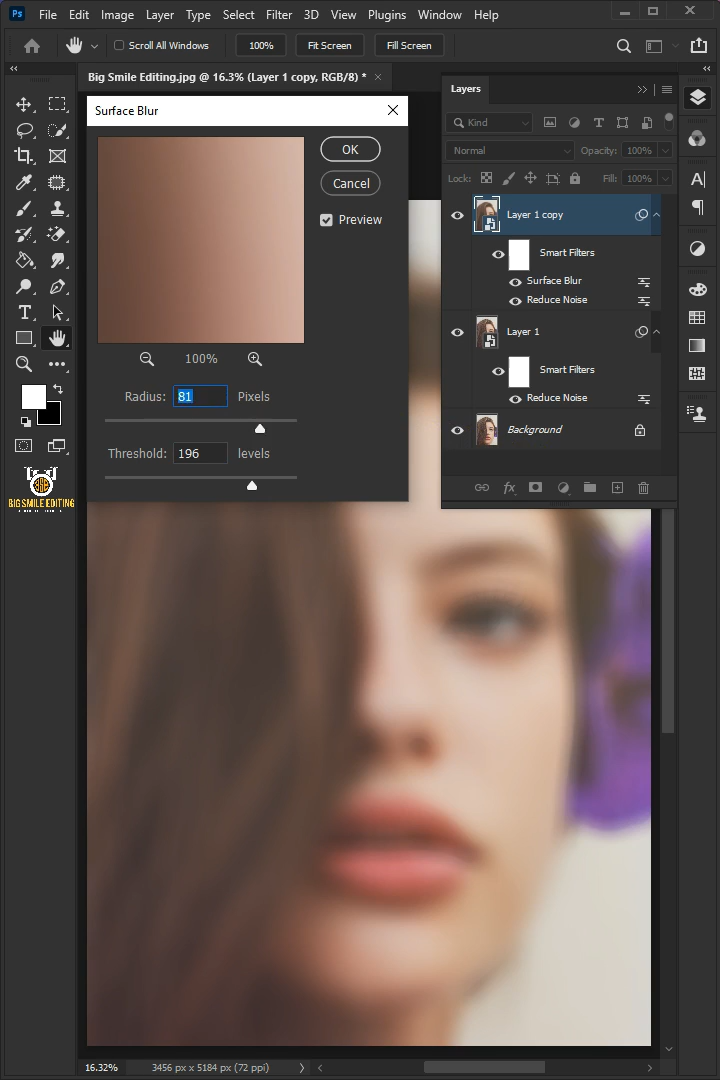 Ps File Edit Image Layer Type Select Filter 3D View Plugins Window Help
Scroll All Windows 100% Fit Screen Fill Screen
Big Smile Editing.jpg @ 16.3% (Layer 1 copy, RGB/8) *
Surface Blur
OK
Cancel
Preview
100%
Radius: 81 Pixels
Threshold: 196 levels
Layers
Kind
Normal Opacity: 100%
Lock: Fill: 100%
Layer 1 copy
Smart Filters
Surface Blur
Reduce Noise
Layer 1
Smart Filters
Reduce Noise
Background
fx
BIG SMILE EDITING
16.32% 3456 px x 5184 px (72 ppi)